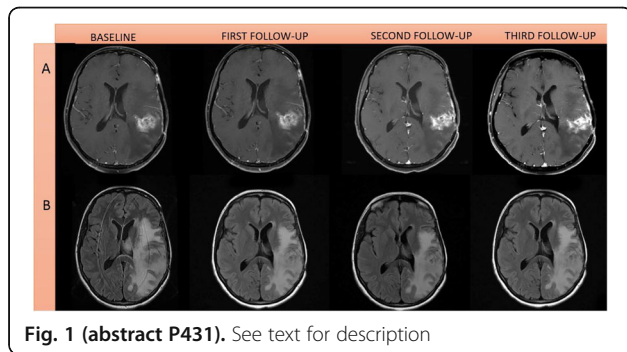 BASELINE FIRST FOLLOW-UP SECOND FOLLOW-UP THIRD FOLLOW-UP
A
B
Fig. 1 (abstract P431). See text for description